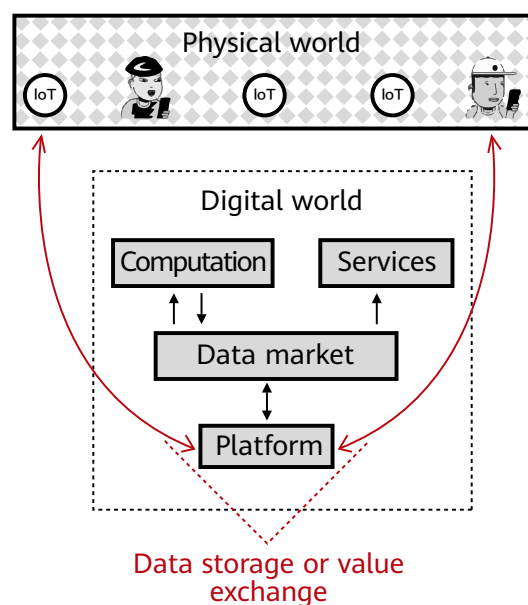 Physical world
IoT
IoT
IoT
Digital world
Computation
Services
Data market
Platform
Data storage or value
exchange